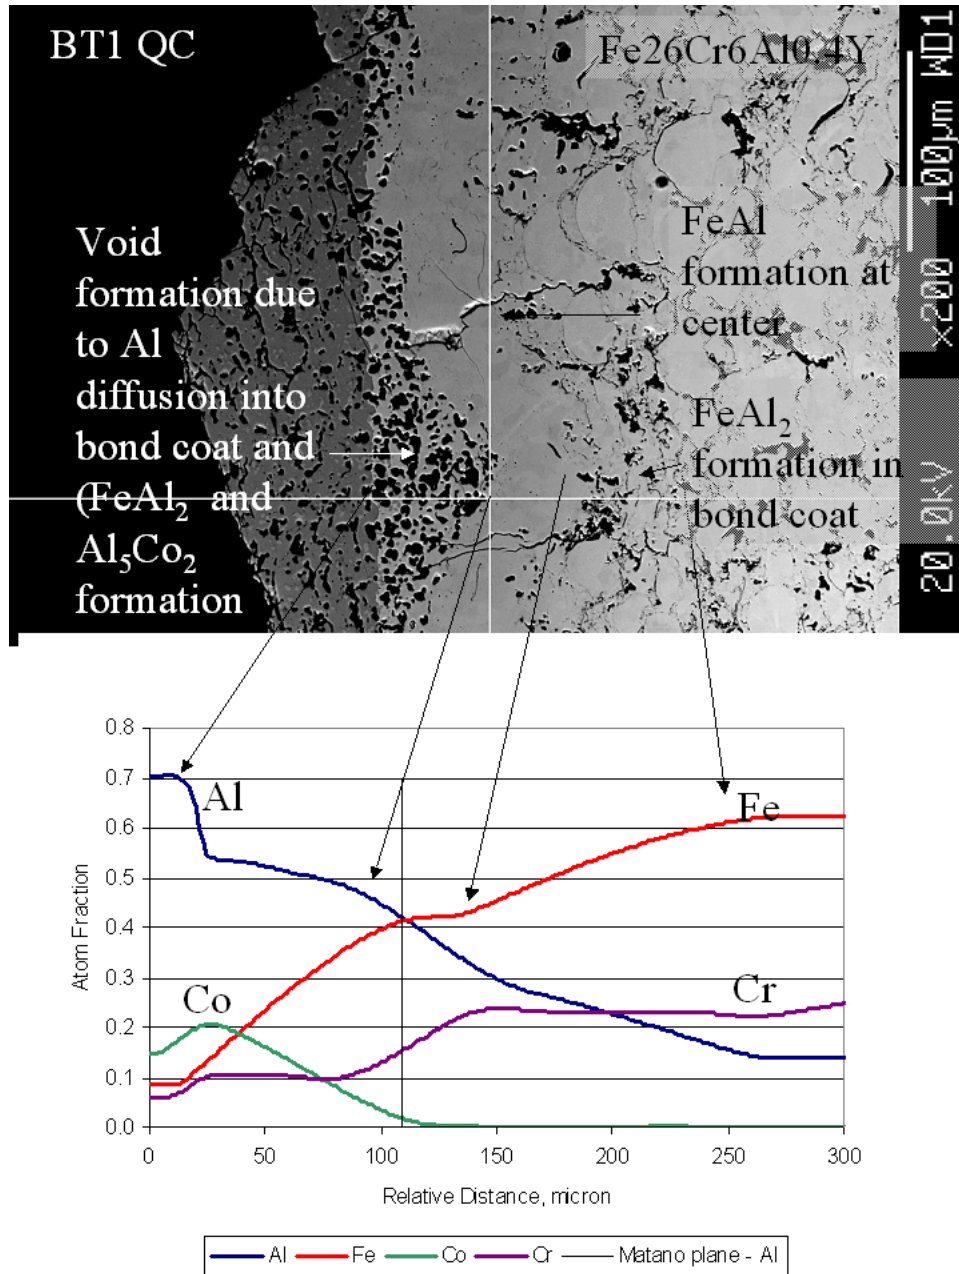 BT1 QC
Fe26Cr6Al0.4Y
Void
formation due
to Al
diffusion into
bond coat and
(FeAl₂ and
Al₅Co₂
formation
FeAl
formation at
center
FeAl₂
formation in
bond coat
20.0kV x200 100µm WD1
0.8
0.7
0.6
0.5
0.4
0.3
0.2
0.1
0.0
Atom Fraction
Al
Fe
Co
Cr
0 50 100 150 200 250 300
Relative Distance, micron
Al Fe Co Cr Matano plane - Al